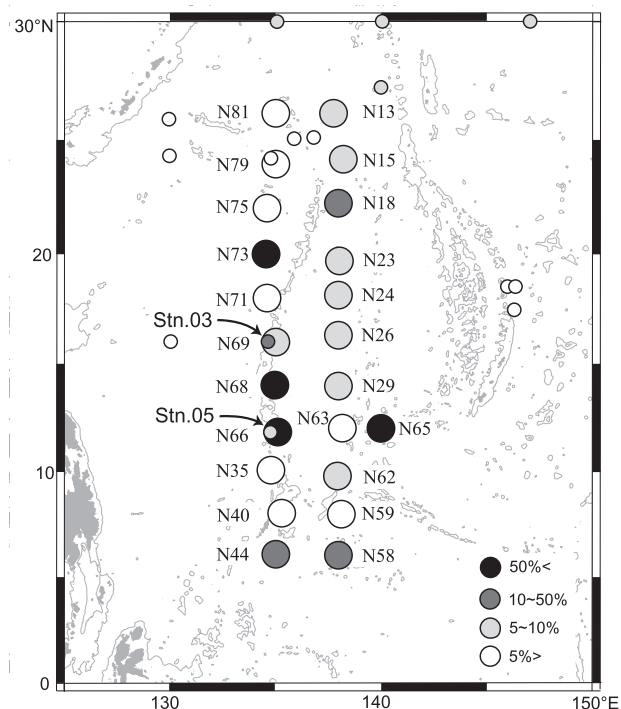 30°N
N81 N13
N79 N15
N75 N18
N73
20
N23
N71 N24
Stn.03
N69 N26
N68 N29
Stn.05
N63
N66 N65
10
N35 N62
N40 N59
N44 N58
50%<
10~50%
5~10%
5%>
0
130 140 150°E